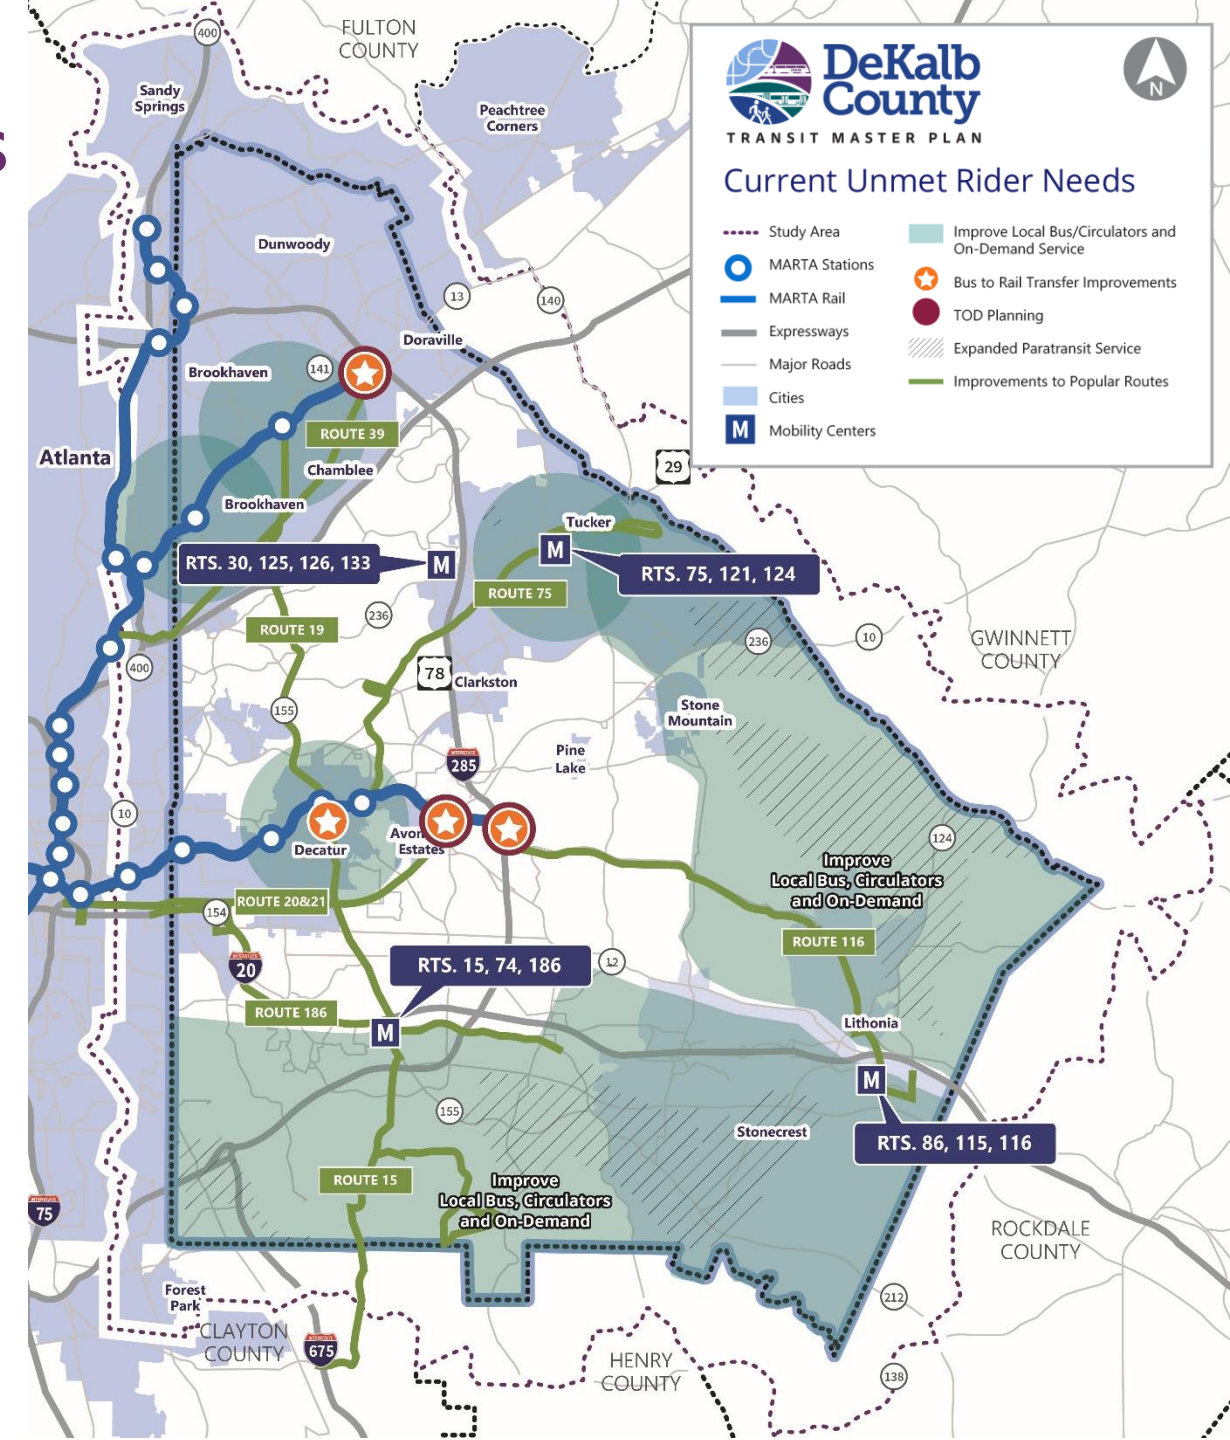 s
400
FULTON
COUNTY
Sandy
Springs
Peachtree
Corners
DeKalb
County
TRANSIT MASTER PLAN
N
Current Unmet Rider Needs
Study Area
MARTA Stations
MARTA Rail
Expressways
Major Roads
Cities
M
Mobility Centers
Improve Local Bus/Circulators and
On-Demand Service
Bus to Rail Transfer Improvements
TOD Planning
Expanded Paratransit Service
Improvements to Popular Routes
Dunwoody
13
140
Doraville
Brookhaven
141
ROUTE 39
Atlanta
Chamblee
29
Brookhaven
Tucker
RTS. 30, 125, 126, 133
M
M
RTS. 75, 121, 124
ROUTE 75
236
ROUTE 19
236
10
GWINNETT
COUNTY
400
78
Clarkston
155
Stone
Mountain
Pine
Lake
INTERSTATE
285
10
124
Decatur
Avon
Estates
Improve
Local Bus, Circulators
and On-Demand
ROUTE 20&21
154
ROUTE 116
INTERSTATE
20
RTS. 15, 74, 186
12
ROUTE 186
M
Lithonia
M
155
Stonecrest
RTS. 86, 115, 116
ROUTE 15
Improve
Local Bus, Circulators
and On-Demand
INTERSTATE
75
ROCKDALE
COUNTY
Forest
Park
212
CLAYTON
COUNTY
INTERSTATE
675
HENRY
COUNTY
138